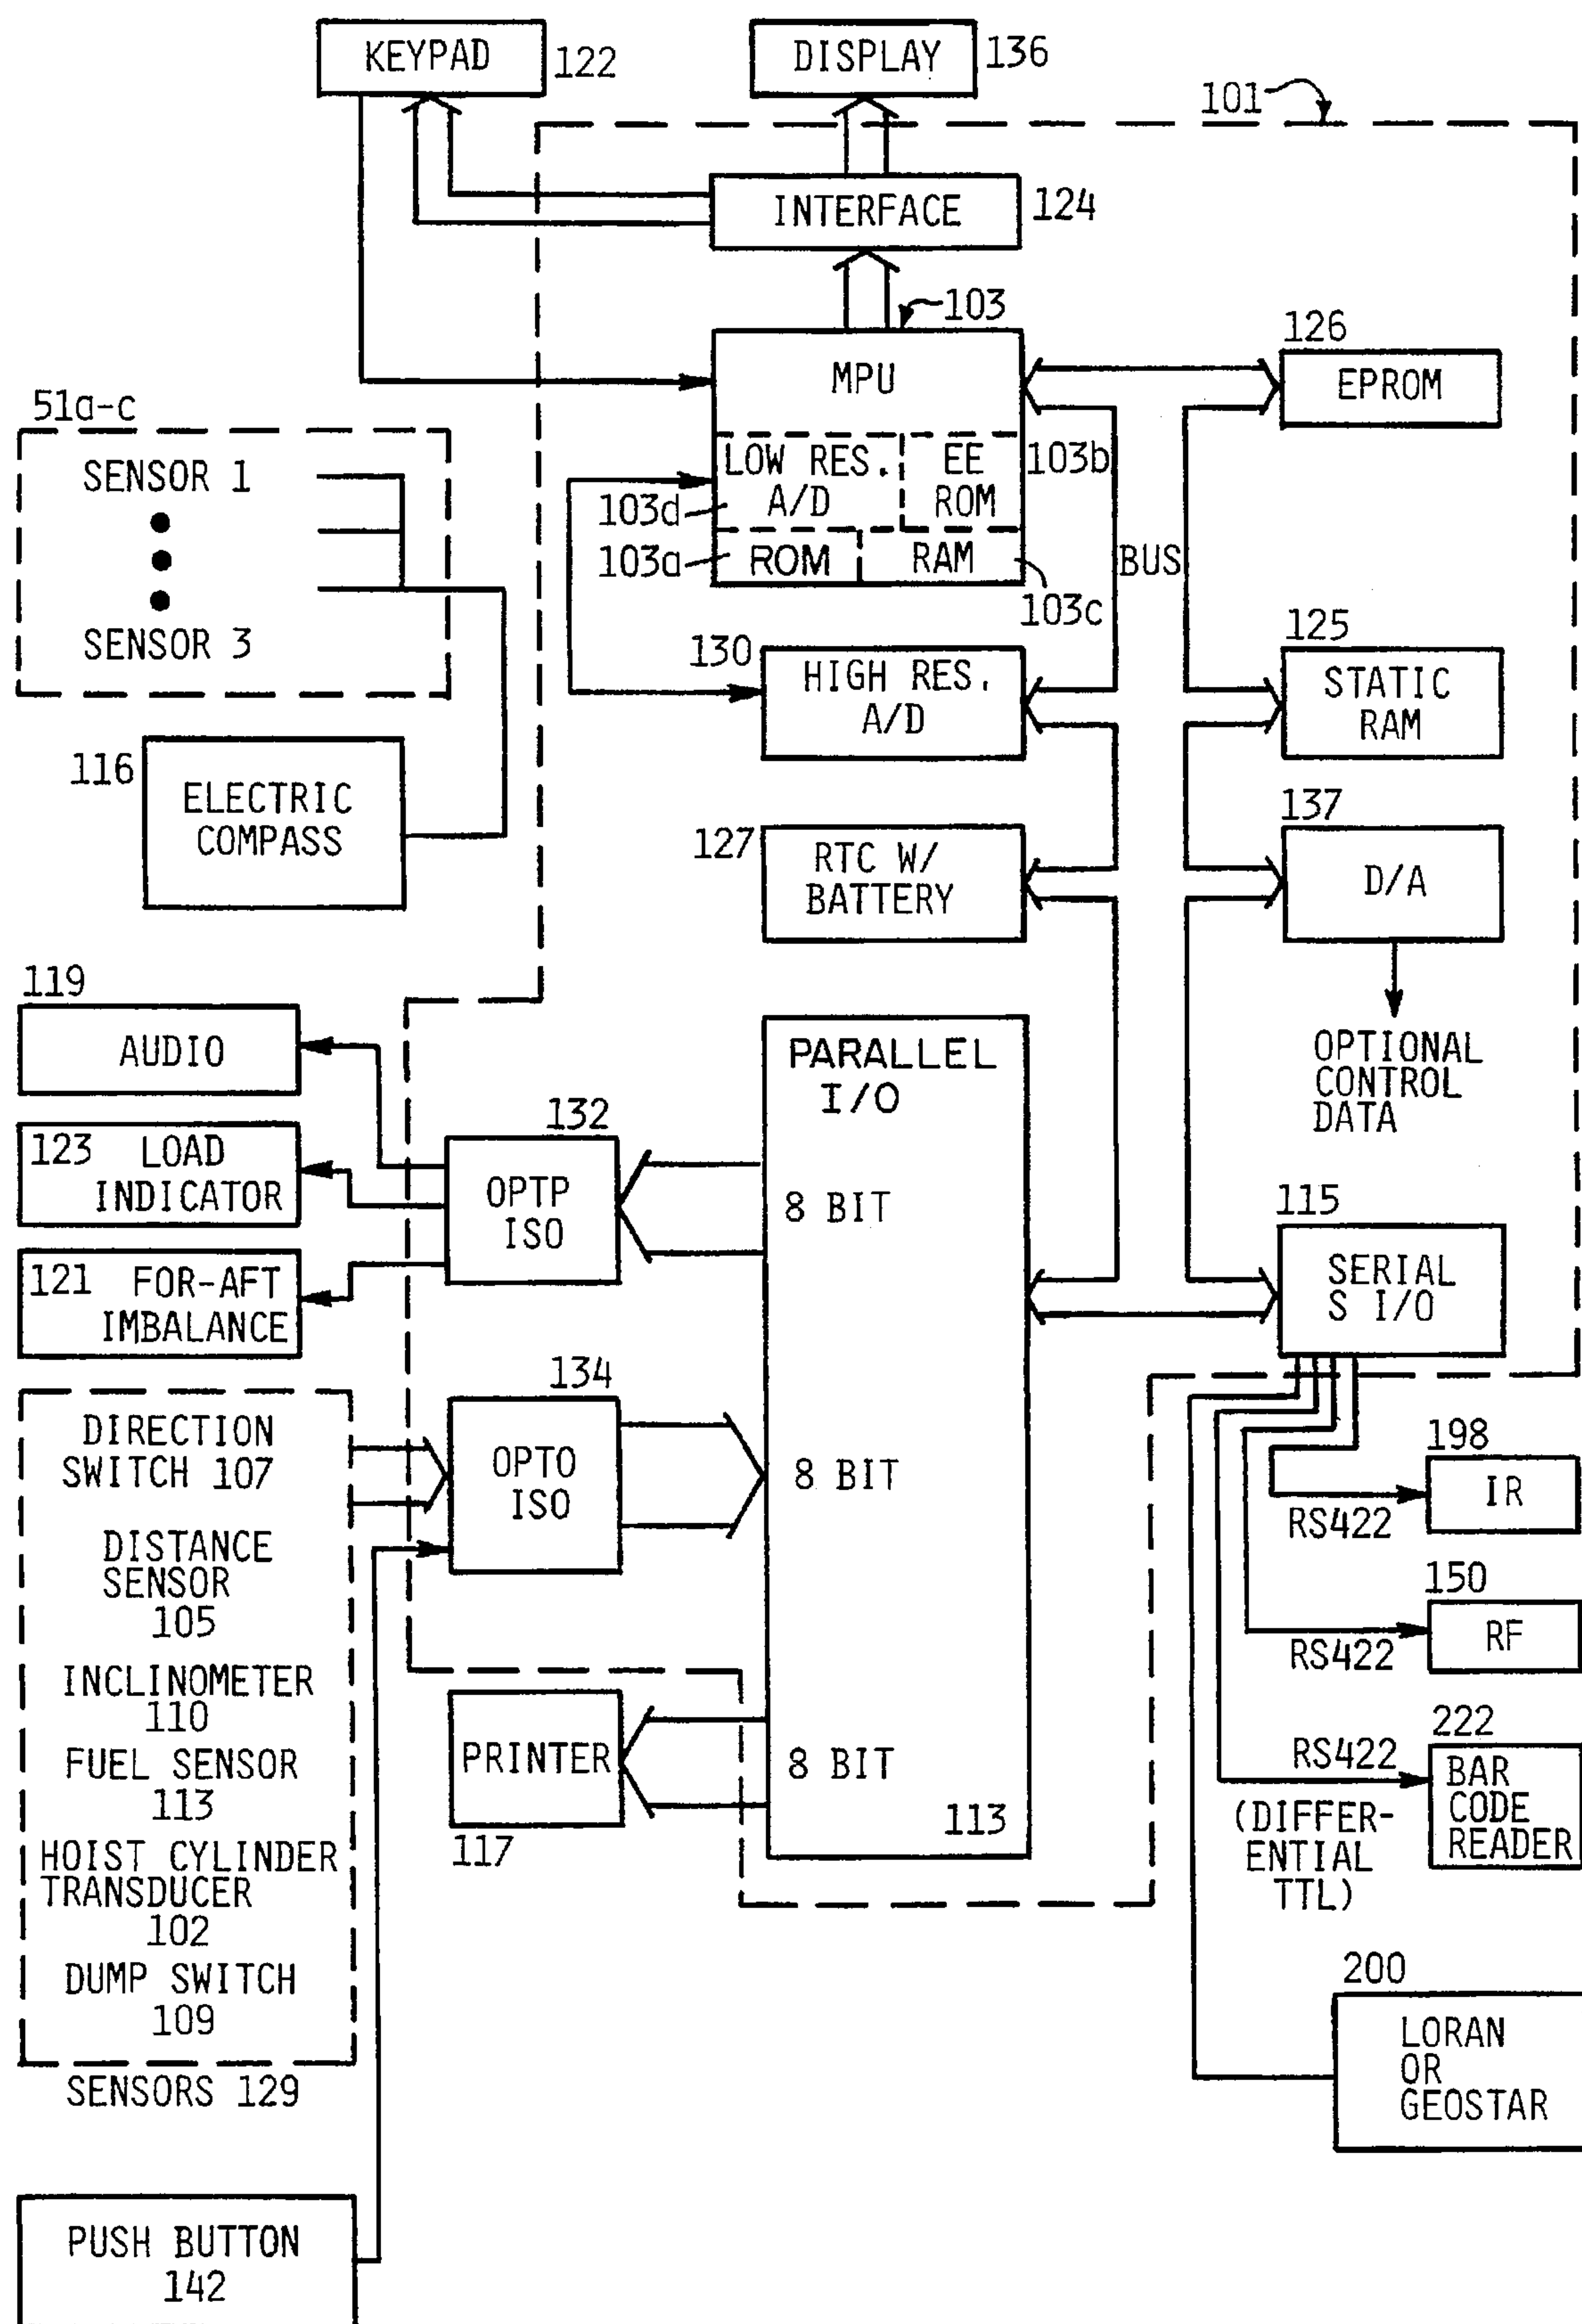 KEYPAD
122
DISPLAY
136
101
INTERFACE
124
103
MPU
LOW RES.
A/D
EE
ROM
103b
103d
103a
ROM
RAM
103c
126
EPROM
BUS
51a-c
SENSOR 1
SENSOR 3
130
HIGH RES.
A/D
125
STATIC
RAM
116
ELECTRIC
COMPASS
127
RTC W/
BATTERY
137
D/A
OPTIONAL
CONTROL
DATA
119
AUDIO
123 LOAD
INDICATOR
121 FOR-AFT
IMBALANCE
132
OPTP
ISO
PARALLEL
I/O
8 BIT
115
SERIAL
S I/O
134
OPTO
ISO
8 BIT
DIRECTION
SWITCH 107
DISTANCE
SENSOR
105
INCLINOMETER
110
FUEL SENSOR
113
HOIST CYLINDER
TRANSDUCER
102
DUMP SWITCH
109
SENSORS 129
PRINTER
117
8 BIT
113
198
IR
RS422
150
RF
RS422
222
BAR
CODE
READER
RS422
(DIFFER-
ENTIAL
TTL)
200
LORAN
OR
GEOSTAR
PUSH BUTTON
142